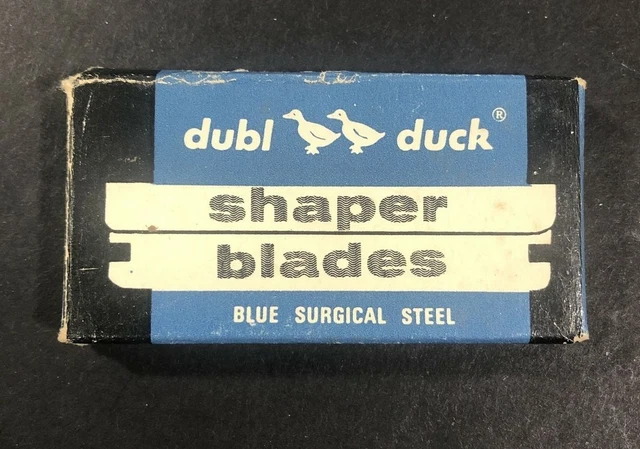 dubl duck®
shaper
blades
BLUE SURGICAL STEEL